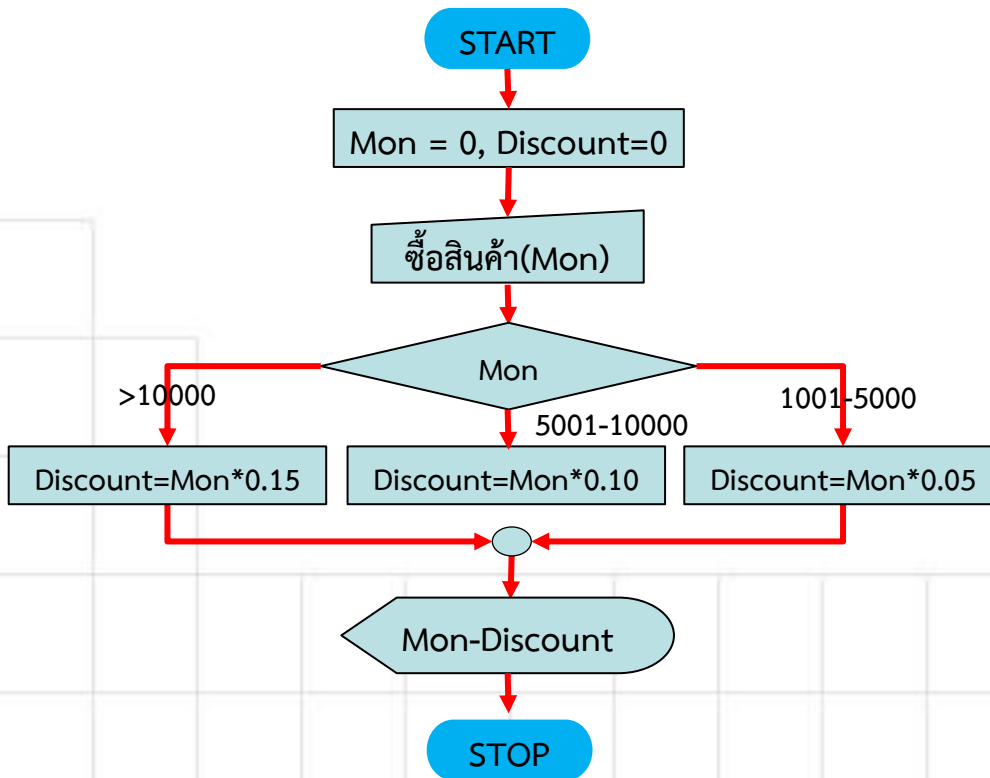 START
Mon = 0, Discount=0
ซื้อสินค้า(Mon)
Mon
>10000
5001-10000
1001-5000
Discount=Mon*0.15
Discount=Mon*0.10
Discount=Mon*0.05
Mon-Discount
STOP